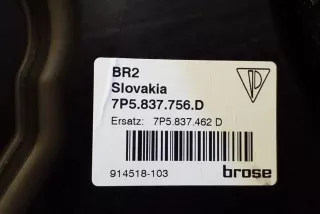 BR2
Slovakia
7P5.837.756.D
Ersatz: 7P5.837.462 D
914518-103
brose